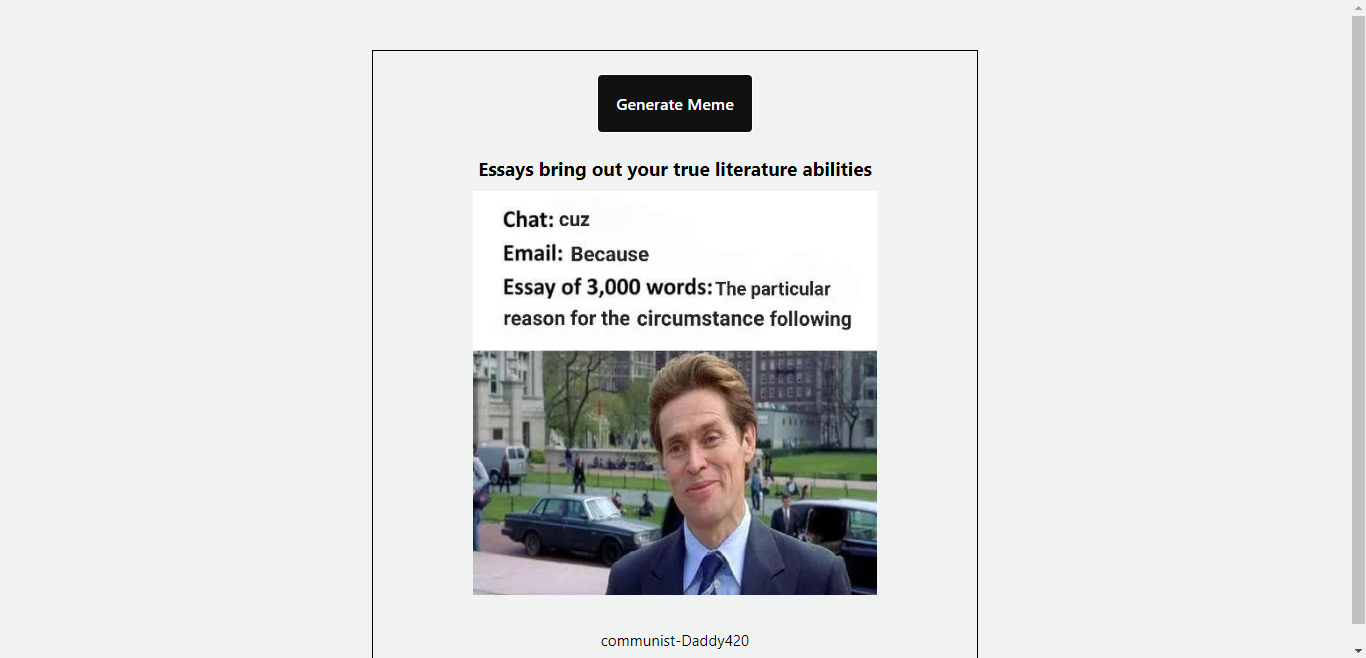 Generate Meme
Essays bring out your true literature abilities
Chat: cuz
Email: Because
Essay of 3,000 words: The particular
reason for the circumstance following
communist-Daddy420